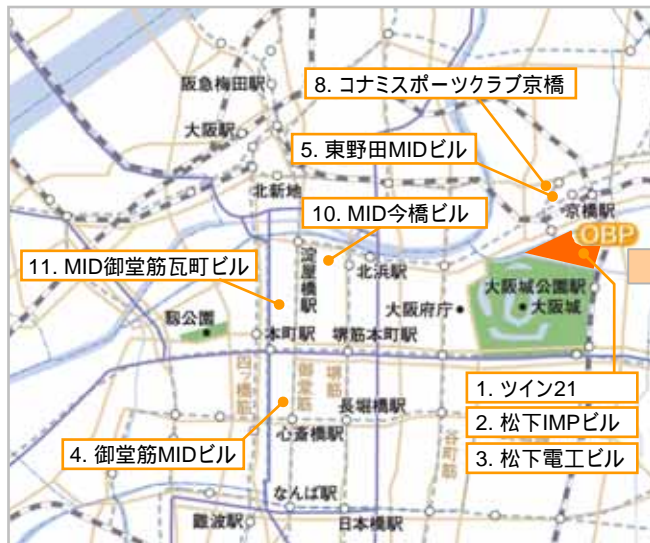 阪急梅田駅
8. コナミスポーツクラブ京橋
大阪駅
5. 東野田MIDビル
北新地
京橋駅
10. MID今橋ビル
OBP
淀屋橋駅
北浜駅
11. MID御堂筋瓦町ビル
大阪城公園駅
大阪府庁
大阪城
靭公園
本町駅
堺筋本町駅
四ツ橋筋
御堂筋
堺筋
1. ツイン21
長堀橋駅
2. 松下IMPビル
心斎橋駅
谷町筋
4. 御堂筋MIDビル
3. 松下電工ビル
なんば駅
難波駅
日本橋駅